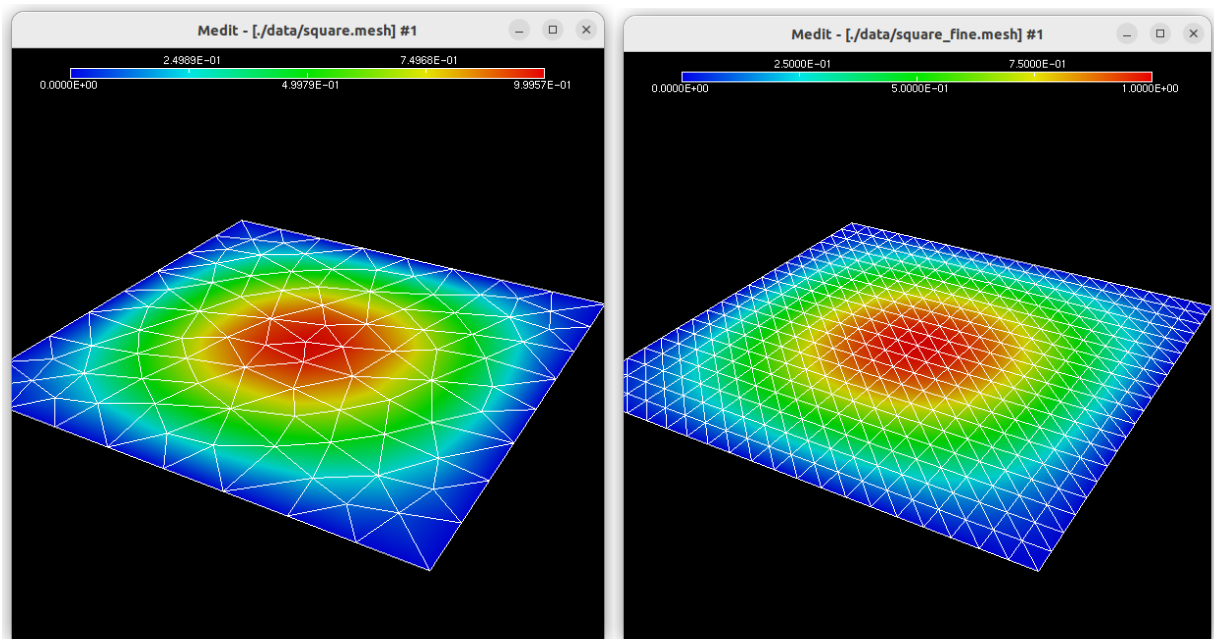 Medit - [./data/square.mesh] #1
2.4989E-01 7.4968E-01
0.0000E+00 4.9979E-01 9.9957E-01
Medit - [./data/square_fine.mesh] #1
2.5000E-01 7.5000E-01
0.0000E+00 5.0000E-01 1.0000E+00